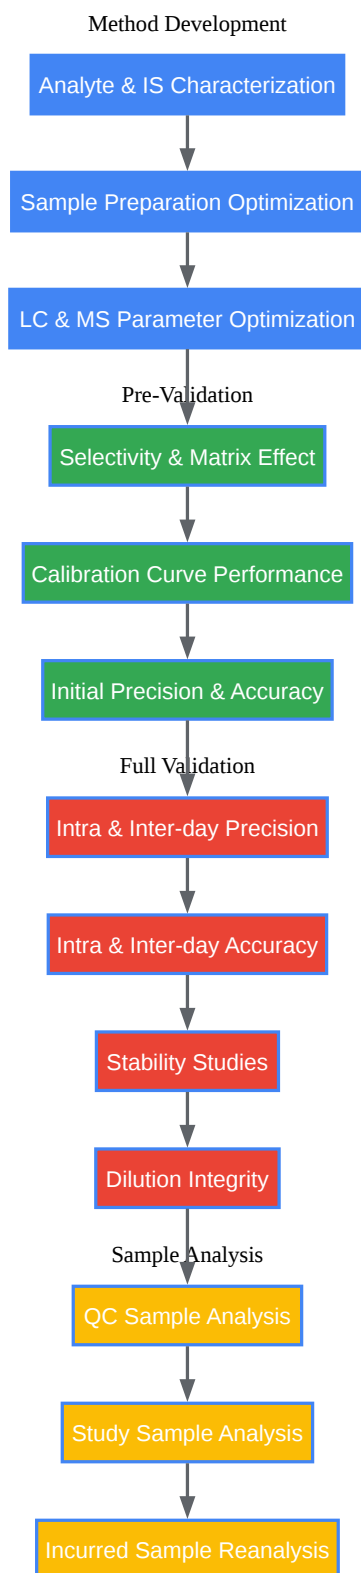 Method Development
Analyte & IS Characterization
Sample Preparation Optimization
LC & MS Parameter Optimization
Pre-Validation
Selectivity & Matrix Effect
Calibration Curve Performance
Initial Precision & Accuracy
Full Validation
Intra & Inter-day Precision
Intra & Inter-day Accuracy
Stability Studies
Dilution Integrity
Sample Analysis
QC Sample Analysis
Study Sample Analysis
Incurred Sample Reanalysis